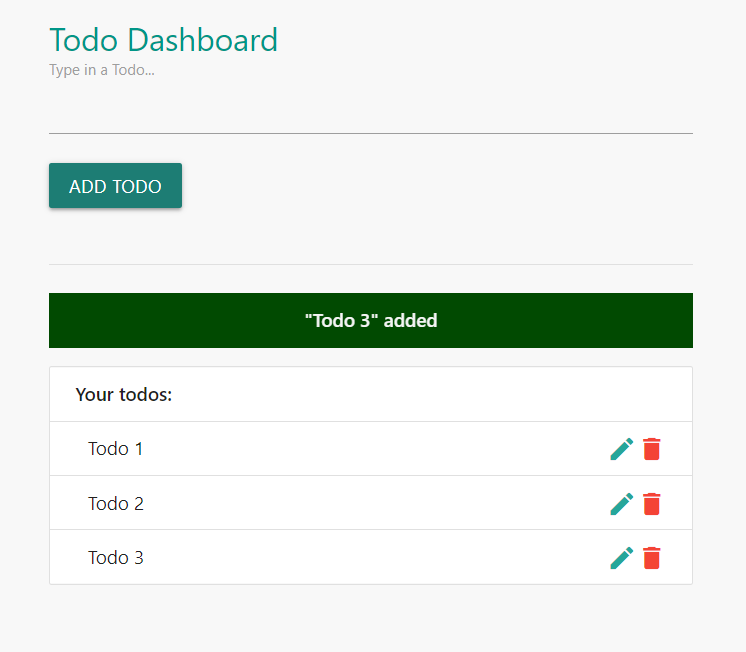 Todo Dashboard
Type in a Todo...
ADD TODO
"Todo 3" added
Your todos:
Todo 1
Todo 2
Todo 3